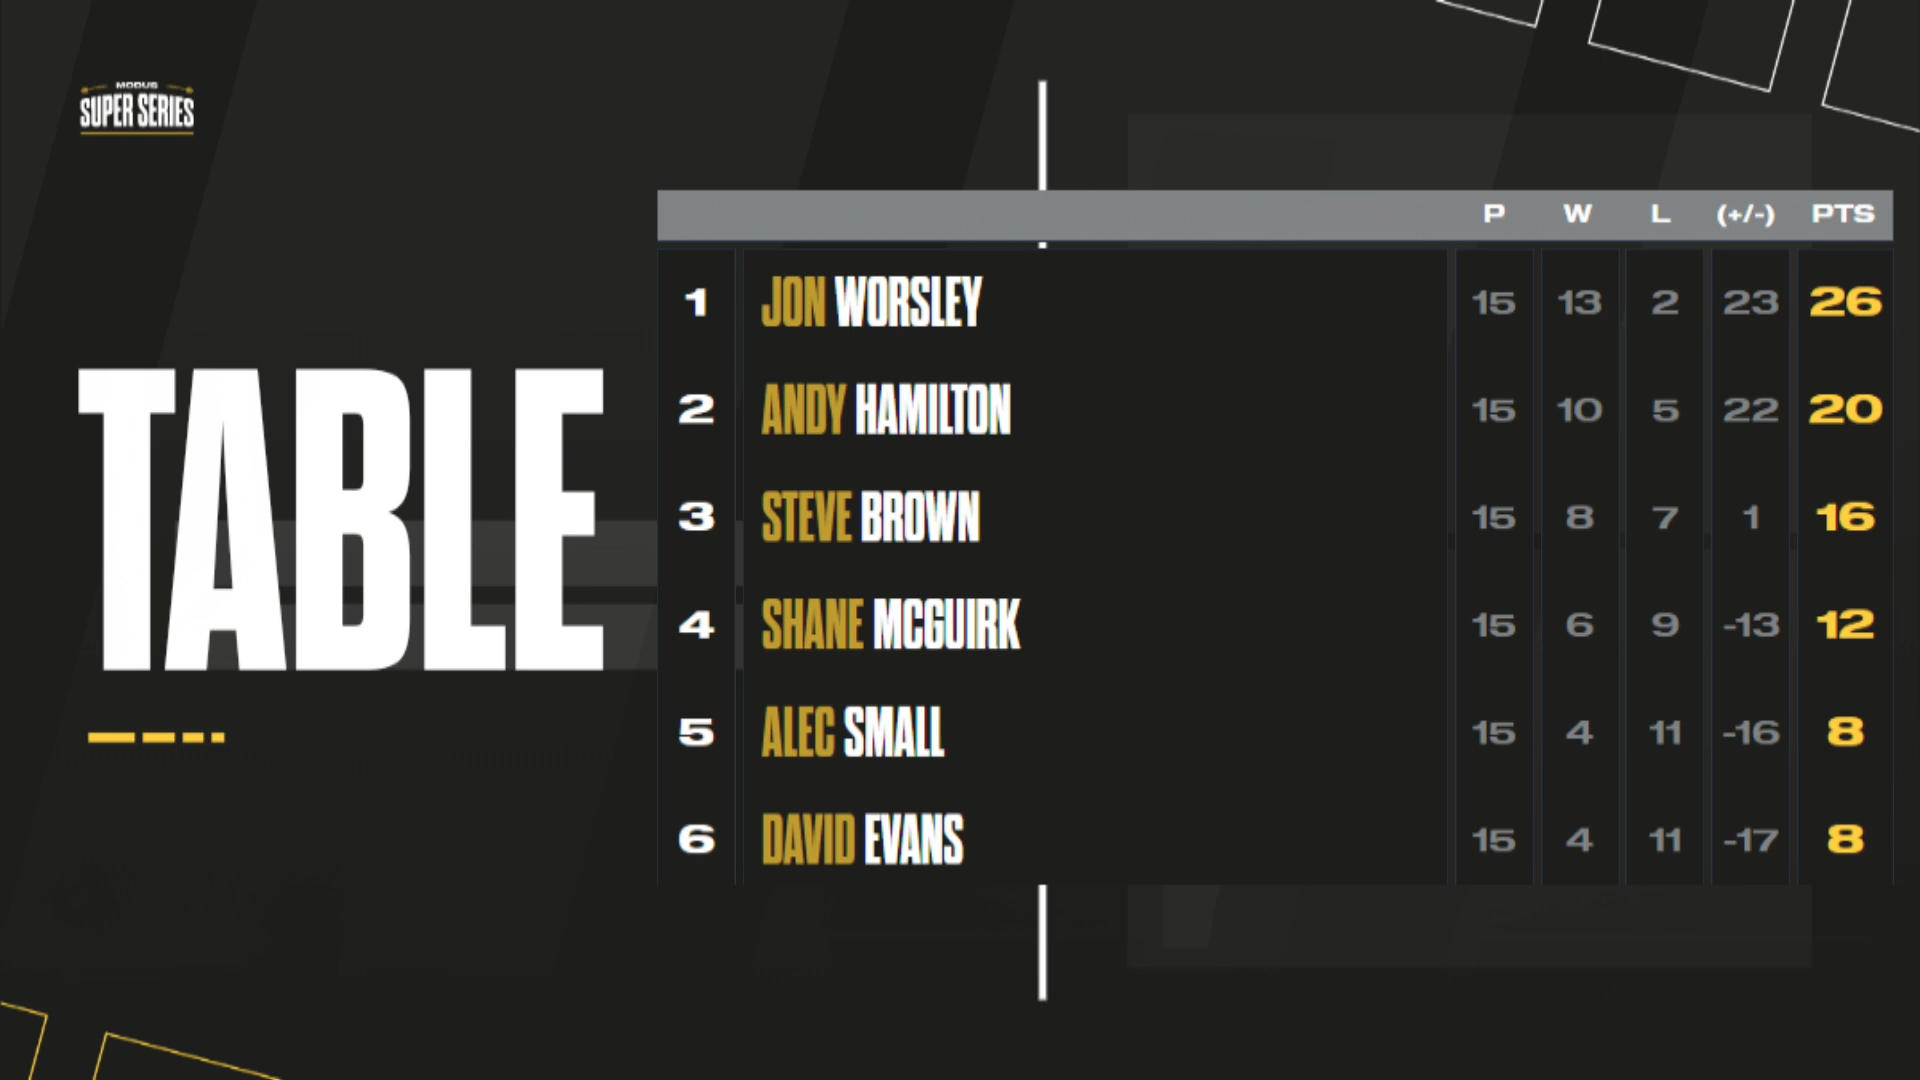 MODUS
SUPER SERIES
TABLE
P W L (+/-) PTS
1 JON WORSLEY 15 13 2 23 26
2 ANDY HAMILTON 15 10 5 22 20
3 STEVE BROWN 15 8 7 1 16
4 SHANE MCGUIRK 15 6 9 -13 12
5 ALEC SMALL 15 4 11 -16 8
6 DAVID EVANS 15 4 11 -17 8